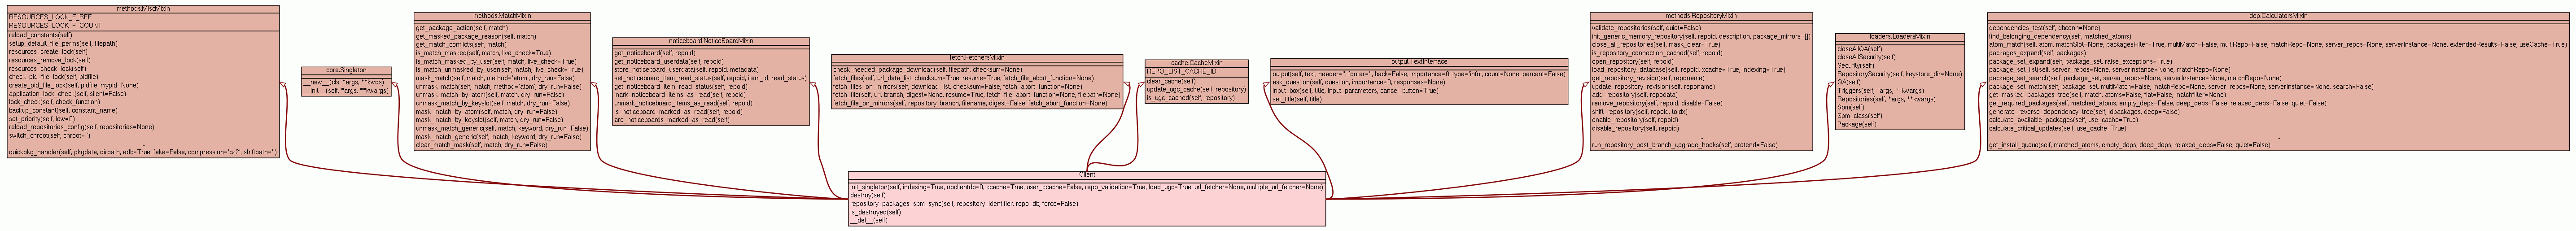 methods.MiscMixin
RESOURCES_LOCK_F_REF
RESOURCES_LOCK_F_COUNT
reload_constants(self)
setup_default_file_perms(self, filepath)
resources_create_lock(self)
resources_remove_lock(self)
resources_check_lock(self)
check_pid_file_lock(self, pidfile)
create_pid_file_lock(self, pidfile, mypid=None)
application_lock_check(self, silent=False)
lock_check(self, check_function)
backup_constant(self, constant_name)
set_priority(self, low=0)
reload_repositories_config(self, repositories=None)
switch_chroot(self, chroot='')
...
quickpkg_handler(self, pkgdata, dirpath, edb=True, fake=False, compression='bz2', shiftpath='')
core.Singleton
__new__(cls, *args, **kwds)
__init__(self, *args, **kwargs)
methods.MatchMixin
get_package_action(self, match)
get_masked_package_reason(self, match)
get_match_conflicts(self, match)
is_match_masked(self, match, live_check=True)
is_match_masked_by_user(self, match, live_check=True)
is_match_unmasked_by_user(self, match, live_check=True)
mask_match(self, match, method='atom', dry_run=False)
unmask_match(self, match, method='atom', dry_run=False)
unmask_match_by_atom(self, match, dry_run=False)
unmask_match_by_keyslot(self, match, dry_run=False)
mask_match_by_atom(self, match, dry_run=False)
mask_match_by_keyslot(self, match, dry_run=False)
unmask_match_generic(self, match, keyword, dry_run=False)
mask_match_generic(self, match, keyword, dry_run=False)
clear_match_mask(self, match, dry_run=False)
noticeboard.NoticeBoardMixin
get_noticeboard(self, repoid)
get_noticeboard_userdata(self, repoid)
store_noticeboard_userdata(self, repoid, metadata)
set_noticeboard_item_read_status(self, repoid, item_id, read_status)
get_noticeboard_item_read_status(self, repoid)
mark_noticeboard_items_as_read(self, repoid)
unmark_noticeboard_items_as_read(self, repoid)
is_noticeboard_marked_as_read(self, repoid)
are_noticeboards_marked_as_read(self)
fetch.FetchersMixin
check_needed_package_download(self, filepath, checksum=None)
fetch_files(self, url_data_list, checksum=True, resume=True, fetch_file_abort_function=None)
fetch_files_on_mirrors(self, download_list, checksum=False, fetch_abort_function=None)
fetch_file(self, url, branch, digest=None, resume=True, fetch_file_abort_function=None, filepath=None)
fetch_file_on_mirrors(self, repository, branch, filename, digest=False, fetch_abort_function=None)
cache.CacheMixin
REPO_LIST_CACHE_ID
clear_cache(self)
update_ugc_cache(self, repository)
is_ugc_cached(self, repository)
output.TextInterface
output(self, text, header='', footer='', back=False, importance=0, type='info', count=None, percent=False)
ask_question(self, question, importance=0, responses=None)
input_box(self, title, input_parameters, cancel_button=True)
set_title(self, title)
methods.RepositoryMixin
validate_repositories(self, quiet=False)
init_generic_memory_repository(self, repoid, description, package_mirrors=[])
close_all_repositories(self, mask_clear=True)
is_repository_connection_cached(self, repoid)
open_repository(self, repoid)
load_repository_database(self, repoid, xcache=True, indexing=True)
get_repository_revision(self, reponame)
update_repository_revision(self, reponame)
add_repository(self, repodata)
remove_repository(self, repoid, disable=False)
shift_repository(self, repoid, toidx)
enable_repository(self, repoid)
disable_repository(self, repoid)
...
run_repository_post_branch_upgrade_hooks(self, pretend=False)
loaders.LoadersMixin
closeAllQA(self)
closeAllSecurity(self)
Security(self)
RepositorySecurity(self, keystore_dir=None)
QA(self)
Triggers(self, *args, **kwargs)
Repositories(self, *args, **kwargs)
Spm(self)
Spm_class(self)
Package(self)
dep.CalculatorsMixin
dependencies_test(self, dbconn=None)
find_belonging_dependency(self, matched_atoms)
atom_match(self, atom, matchSlot=None, packagesFilter=True, multiMatch=False, multiRepo=False, matchRepo=None, server_repos=None, serverInstance=None, extendedResults=False, useCache=True)
packages_expand(self, packages)
package_set_expand(self, package_set, raise_exceptions=True)
package_set_list(self, server_repos=None, serverInstance=None, matchRepo=None)
package_set_search(self, package_set, server_repos=None, serverInstance=None, matchRepo=None)
package_set_match(self, package_set, multiMatch=False, matchRepo=None, server_repos=None, serverInstance=None, search=False)
get_masked_packages_tree(self, match, atoms=False, flat=False, matchfilter=None)
get_required_packages(self, matched_atoms, empty_deps=False, deep_deps=False, relaxed_deps=False, quiet=False)
generate_reverse_dependency_tree(self, idpackages, deep=False)
calculate_available_packages(self, use_cache=True)
calculate_critical_updates(self, use_cache=True)
...
get_install_queue(self, matched_atoms, empty_deps, deep_deps, relaxed_deps=False, quiet=False)
Client
init_singleton(self, indexing=True, noclientdb=0, xcache=True, user_xcache=False, repo_validation=True, load_ugc=True, url_fetcher=None, multiple_url_fetcher=None)
destroy(self)
repository_packages_spm_sync(self, repository_identifier, repo_db, force=False)
is_destroyed(self)
__del__(self)